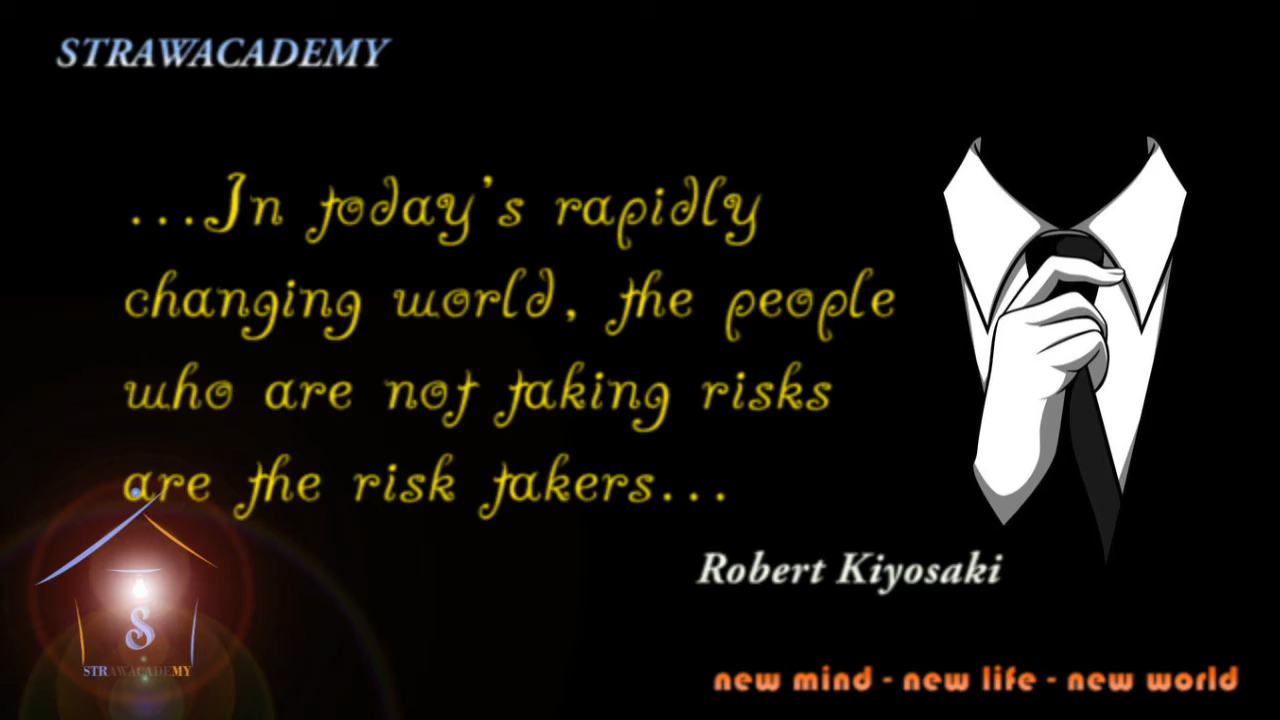 STRAWACADEMY
...In today's rapidly
changing world, the people
who are not taking risks
are the risk takers...
Robert Kiyosaki
S
STRAWACADEMY
new mind - new life - new world